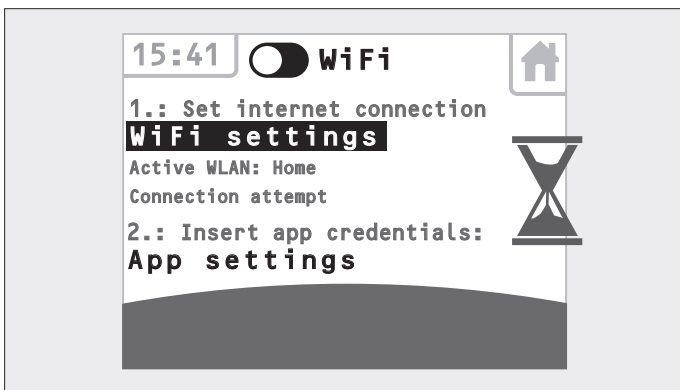 15:41
WiFi
1.: Set internet connection
WiFi settings
Active WLAN: Home
Connection attempt
2.: Insert app credentials:
App settings